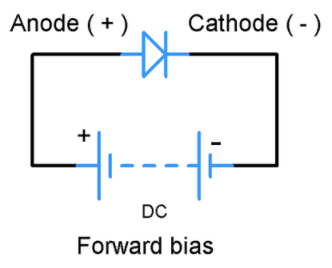 Anode ( + ) Cathode ( - )
+ -
DC
Forward bias